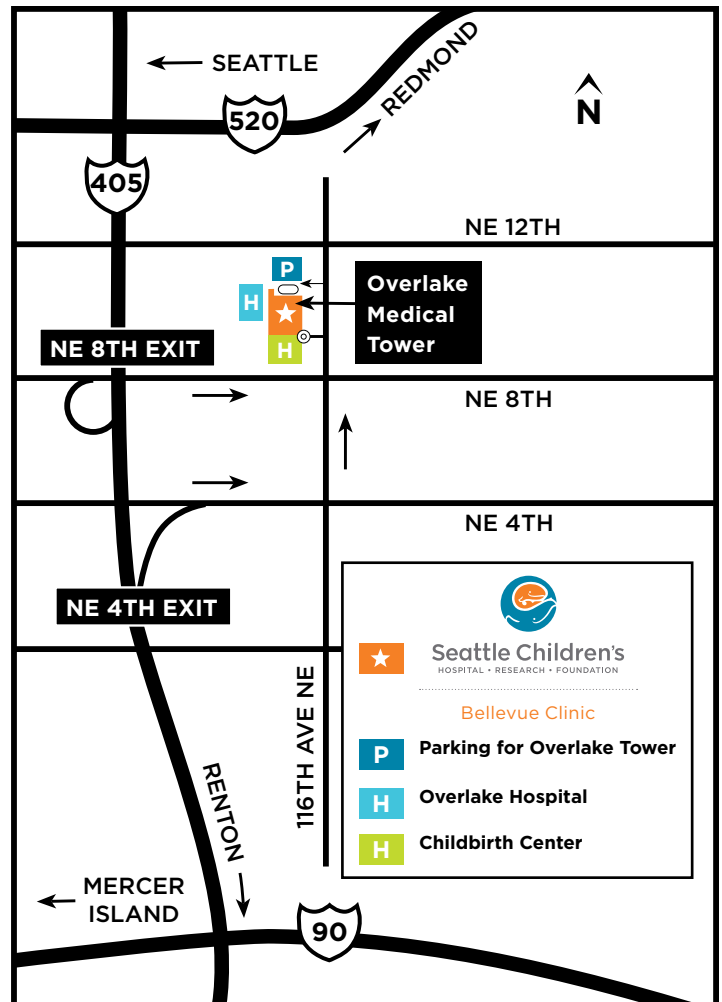 SEATTLE
REDMOND
520
N
405
NE 12TH
P
Overlake
Medical
Tower
H
H
NE 8TH EXIT
NE 8TH
NE 4TH
NE 4TH EXIT
Seattle Children's
HOSPITAL • RESEARCH • FOUNDATION
Bellevue Clinic
P Parking for Overlake Tower
H Overlake Hospital
H Childbirth Center
116TH AVE NE
RENTON
MERCER
ISLAND
90